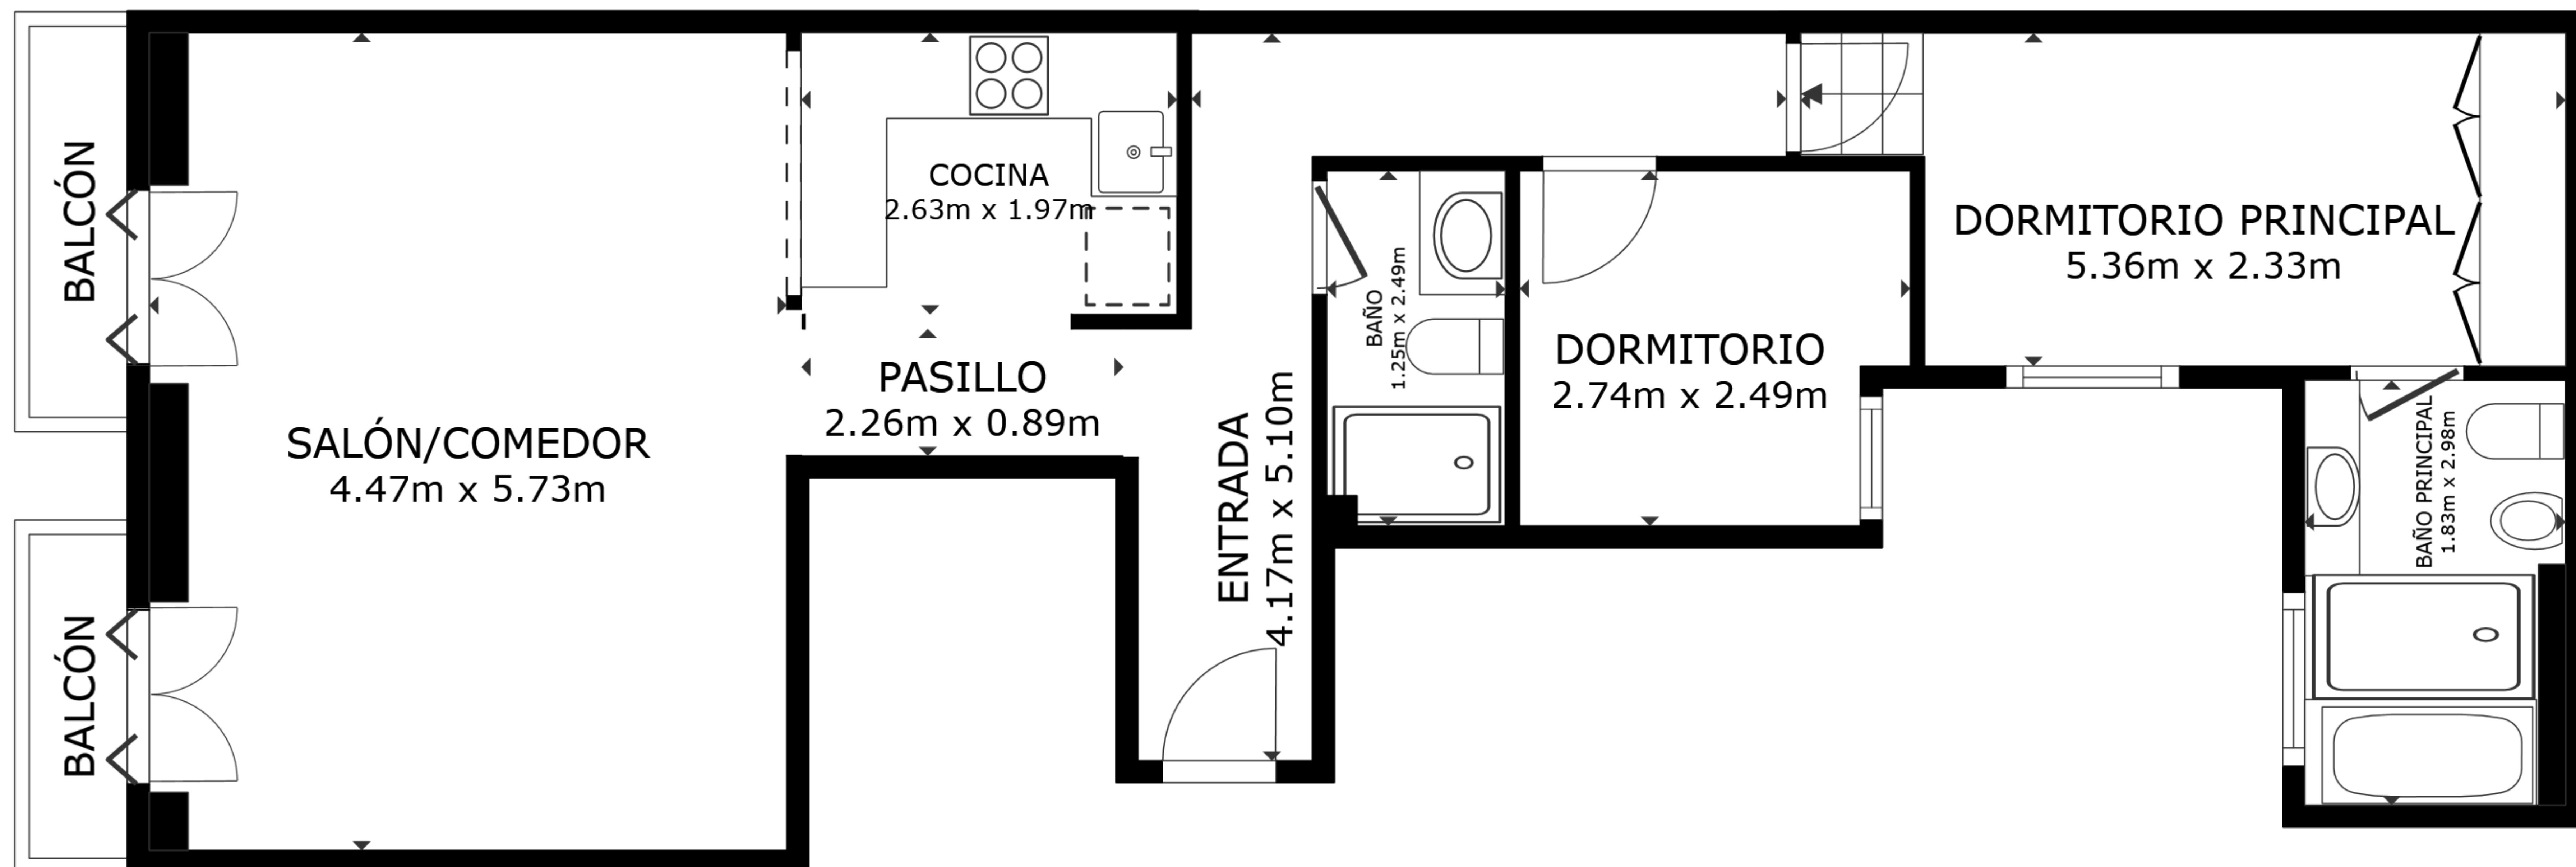 BALCÓN
BALCÓN
SALÓN/COMEDOR
4.47m x 5.73m
COCINA
2.63m x 1.97m
PASILLO
2.26m x 0.89m
ENTRADA
4.17m x 5.10m
BAÑO
1.25m x 2.49m
DORMITORIO
2.74m x 2.49m
DORMITORIO PRINCIPAL
5.36m x 2.33m
BAÑO PRINCIPAL
1.83m x 2.98m